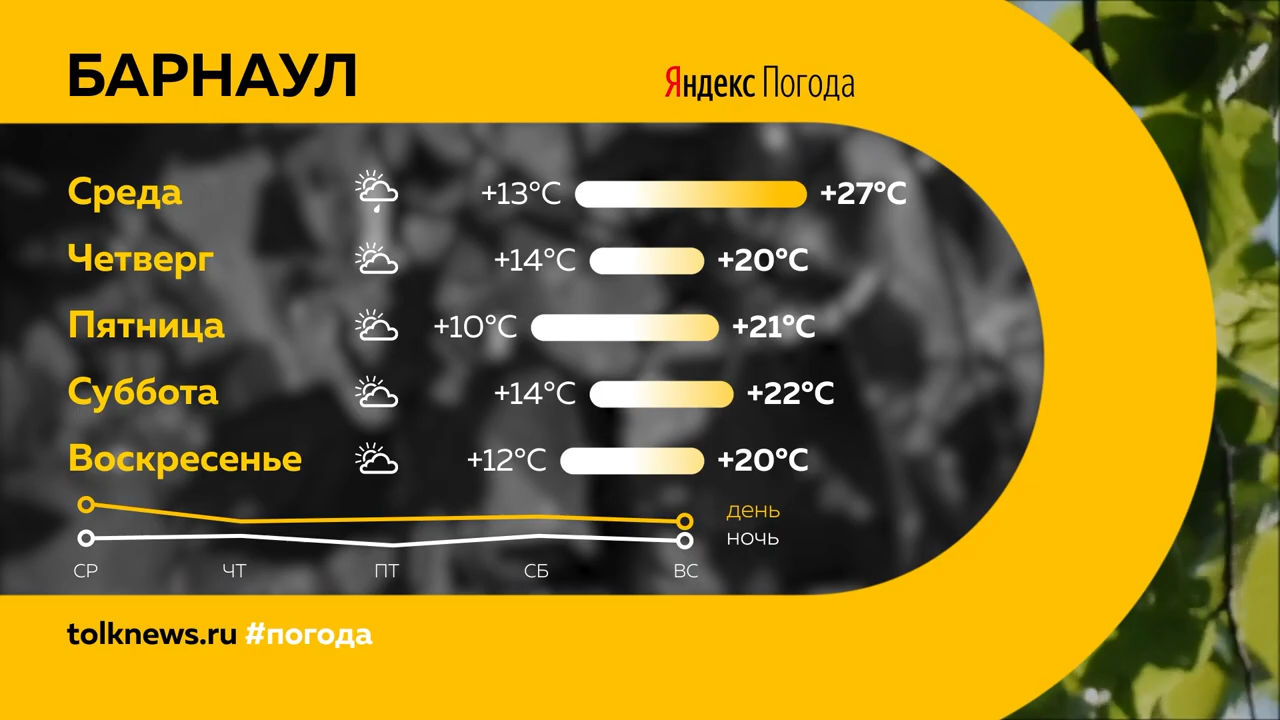 БАРНАУЛ
Яндекс Погода
Среда +13°C +27°C
Четверг +14°C +20°C
Пятница +10°C +21°C
Суббота +14°C +22°C
Воскресенье +12°C +20°C
день
ночь
СР ЧТ ПТ СБ ВС
tolknews.ru #погода